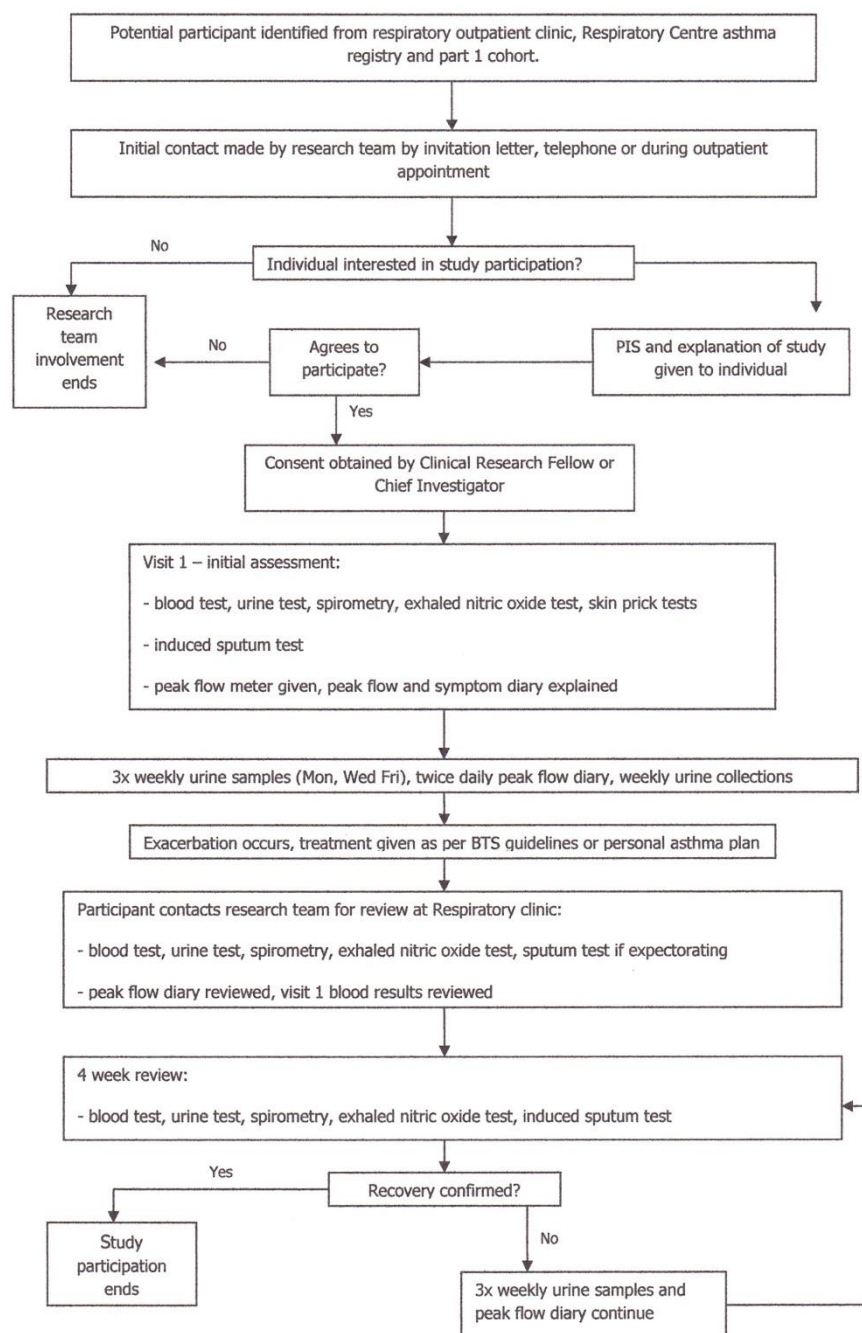 Potential participant identified from respiratory outpatient clinic, Respiratory Centre asthma
registry and part 1 cohort.
Initial contact made by research team by invitation letter, telephone or during outpatient
appointment
No
Individual interested in study participation?
Research
team
involvement
ends
No
Agrees to
participate?
PIS and explanation of study
given to individual
Yes
Consent obtained by Clinical Research Fellow or
Chief Investigator
Visit 1 – initial assessment:
- blood test, urine test, spirometry, exhaled nitric oxide test, skin prick tests
- induced sputum test
- peak flow meter given, peak flow and symptom diary explained
3x weekly urine samples (Mon, Wed Fri), twice daily peak flow diary, weekly urine collections
Exacerbation occurs, treatment given as per BTS guidelines or personal asthma plan
Participant contacts research team for review at Respiratory clinic:
- blood test, urine test, spirometry, exhaled nitric oxide test, sputum test if expectorating
- peak flow diary reviewed, visit 1 blood results reviewed
4 week review:
- blood test, urine test, spirometry, exhaled nitric oxide test, induced sputum test
Yes
Recovery confirmed?
Study
participation
ends
No
3x weekly urine samples and
peak flow diary continue